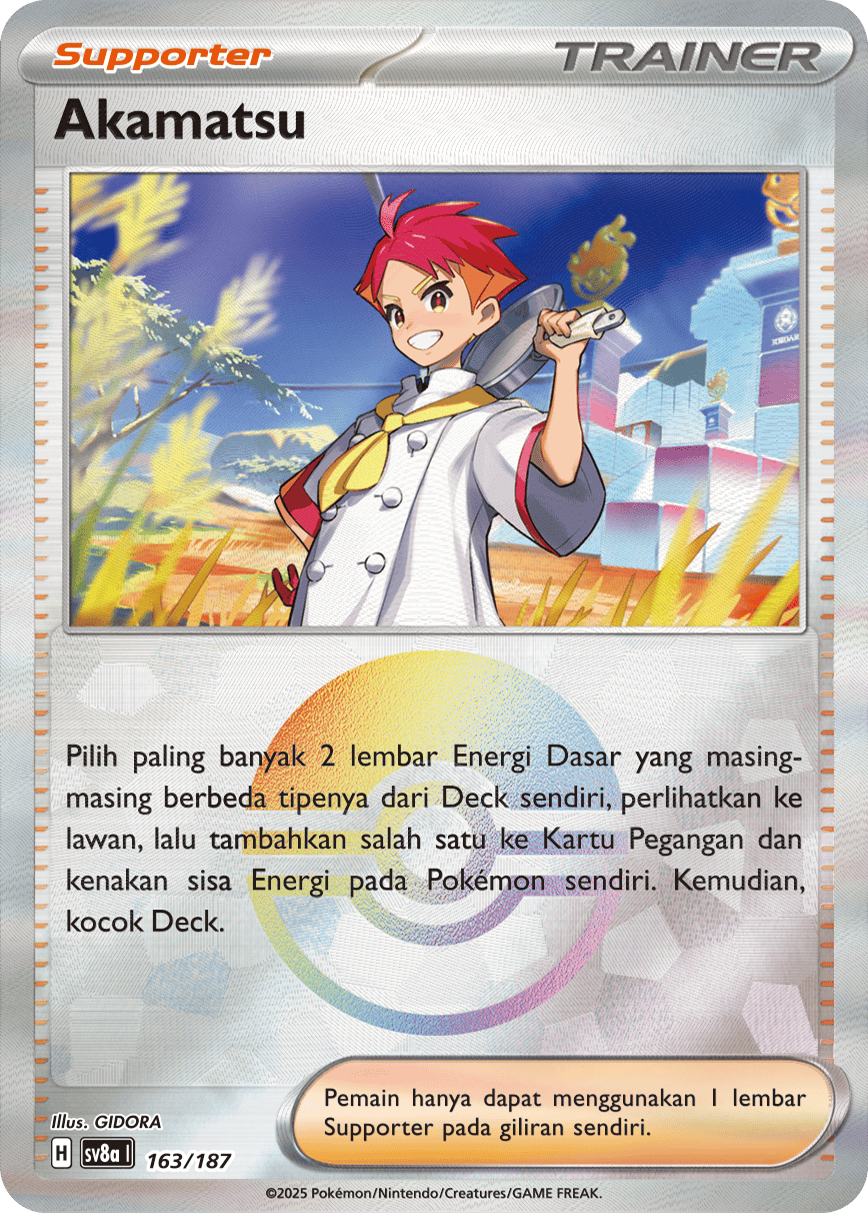 Supporter
TRAINER
Akamatsu
Pilih paling banyak 2 lembar Energi Dasar yang masing-
masing berbeda tipenya dari Deck sendiri, perlihatkan ke
lawan, lalu tambahkan salah satu ke Kartu Pegangan dan
kenakan sisa Energi pada Pokémon sendiri. Kemudian,
kocok Deck.
Pemain hanya dapat menggunakan 1 lembar
Supporter pada giliran sendiri.
Illus. GIDORA
H sv8a I 163/187
©2025 Pokémon/Nintendo/Creatures/GAME FREAK.